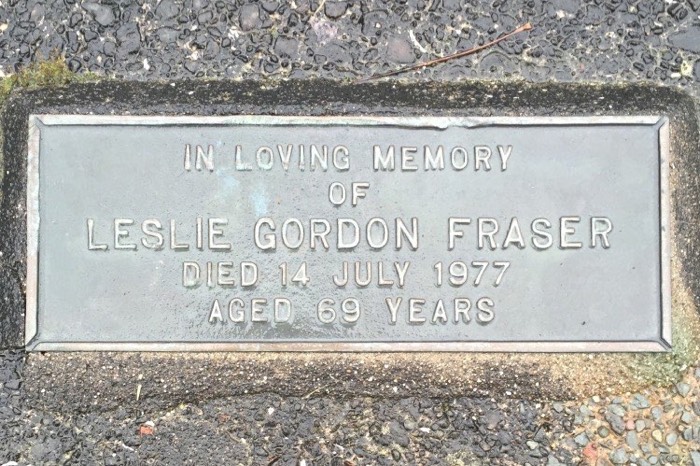 IN LOVING MEMORY
OF
LESLIE GORDON FRASER
DIED 14 JULY 1977
AGED 69 YEARS